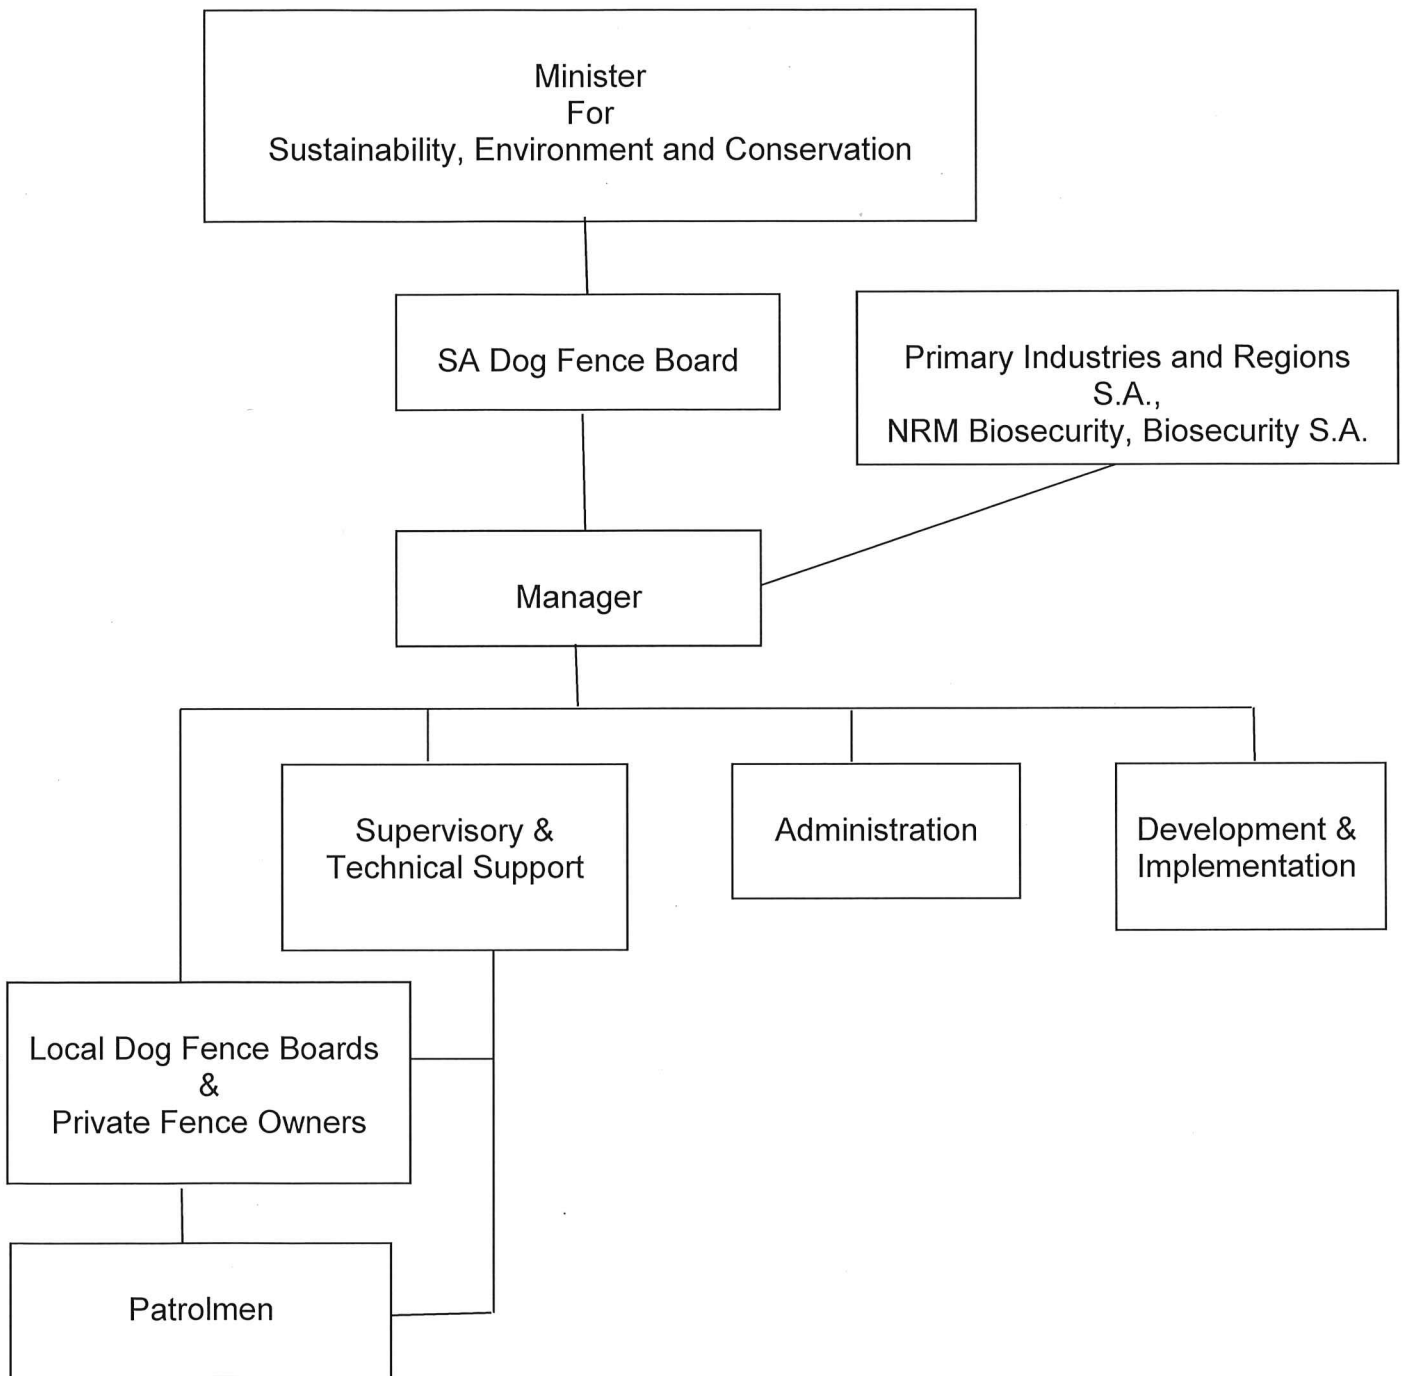 Minister
For
Sustainability, Environment and Conservation
SA Dog Fence Board
Primary Industries and Regions
S.A.,
NRM Biosecurity, Biosecurity S.A.
Manager
Supervisory &
Technical Support
Administration
Development &
Implementation
Local Dog Fence Boards
&
Private Fence Owners
Patrolmen